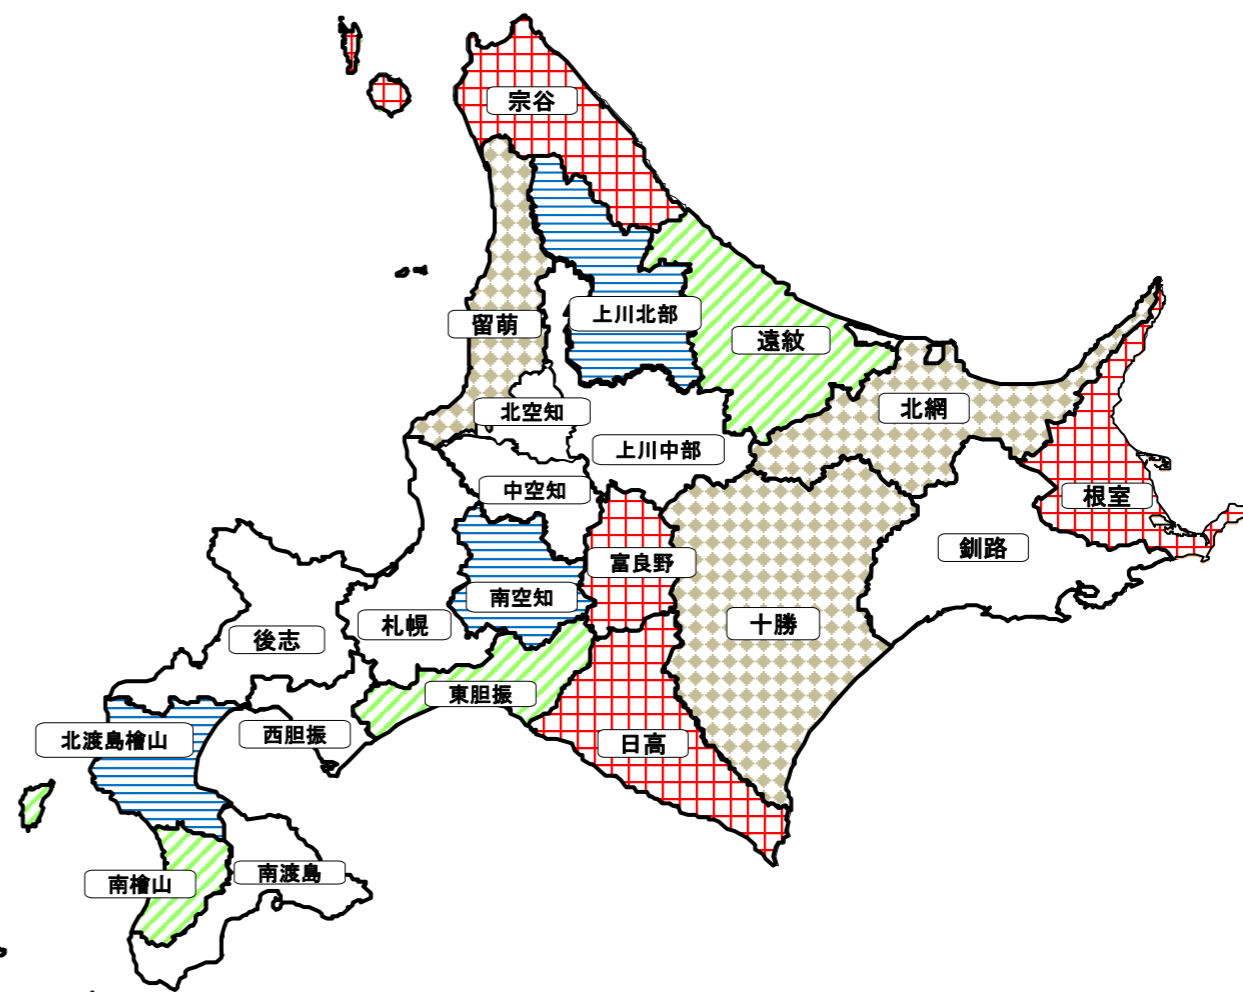 宗谷
留萌
上川北部
遠紋
北空知
北網
上川中部
中空知
根室
釧路
富良野
南空知
札幌
十勝
後志
東胆振
西胆振
北渡島檜山
日高
南渡島
南檜山